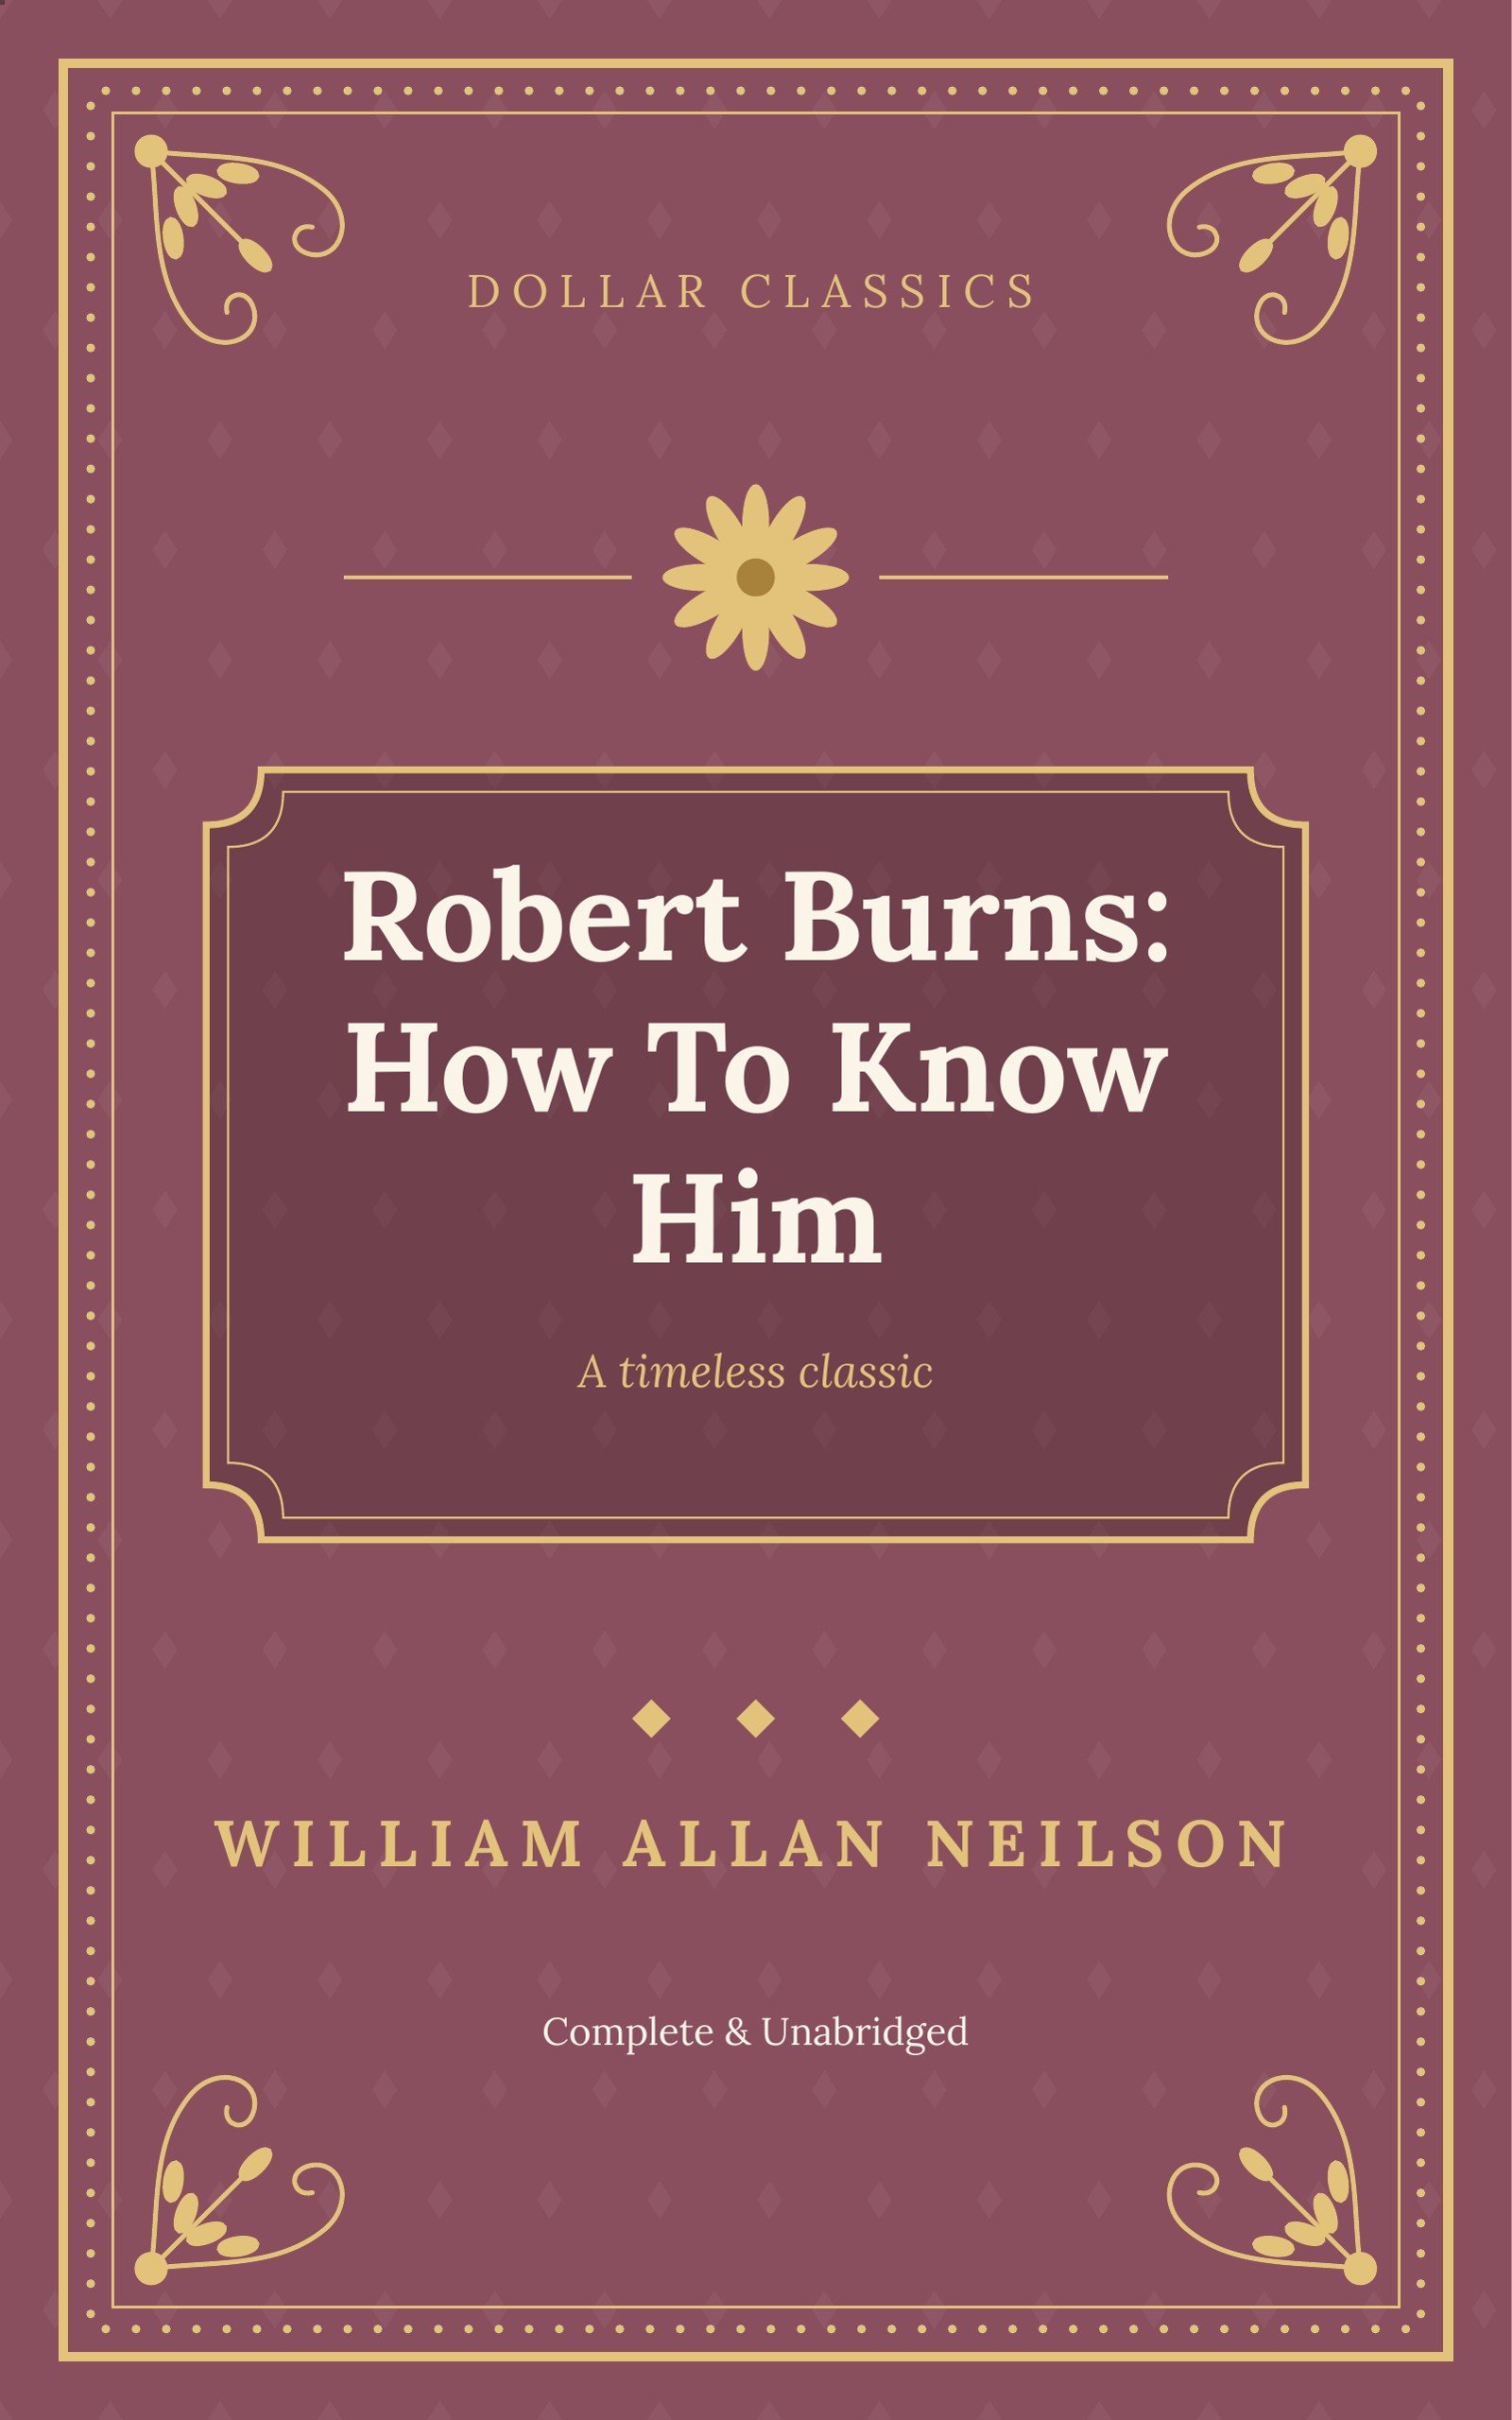 DOLLAR CLASSICS
Robert Burns:
How To Know
Him
A timeless classic
WILLIAM ALLAN NEILSON
Complete & Unabridged